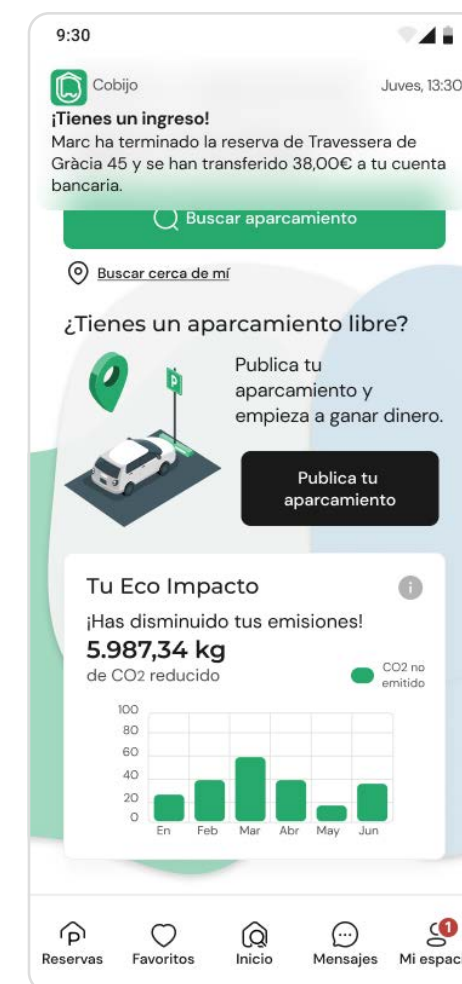 9:30
Cobijo
Juves, 13:30
¡Tienes un ingreso!
Marc ha terminado la reserva de Travessera de
Gràcia 45 y se han transferido 38,00€ a tu cuenta
bancaria.
Buscar aparcamiento
Buscar cerca de mí
¿Tienes un aparcamiento libre?
P
Publica tu
aparcamiento y
empieza a ganar dinero.
Publica tu
aparcamiento
Tu Eco Impacto
i
¡Has disminuido tus emisiones!
5.987,34 kg
de CO2 reducido
CO2 no
emitido
100
80
60
40
20
0
En Feb Mar Abr May Jun
P
1
Reservas Favoritos Inicio Mensajes Mi espaci